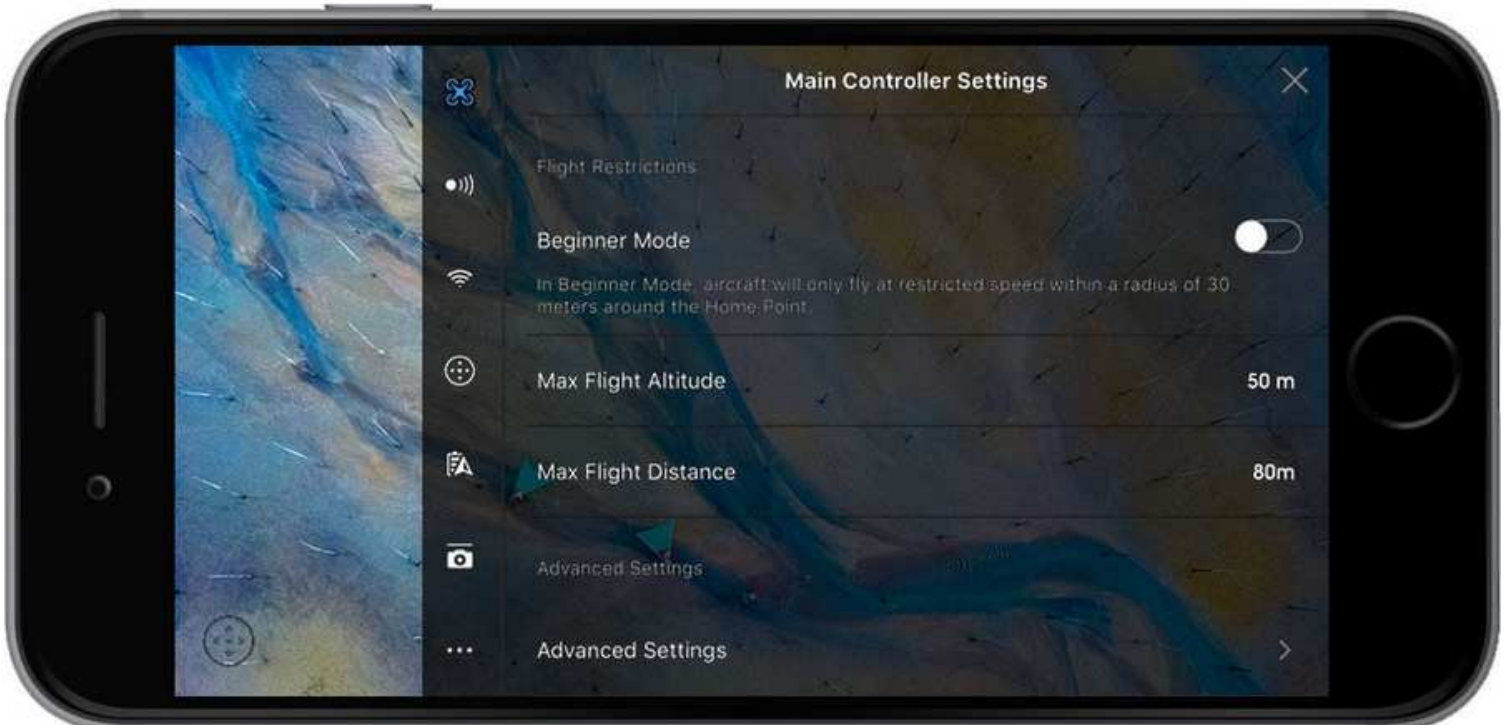 Main Controller Settings
Flight Restrictions
Beginner Mode
In Beginner Mode, aircraft will only fly at restricted speed within a radius of 30
meters around the Home Point.
Max Flight Altitude 50 m
Max Flight Distance 80m
Advanced Settings
Advanced Settings